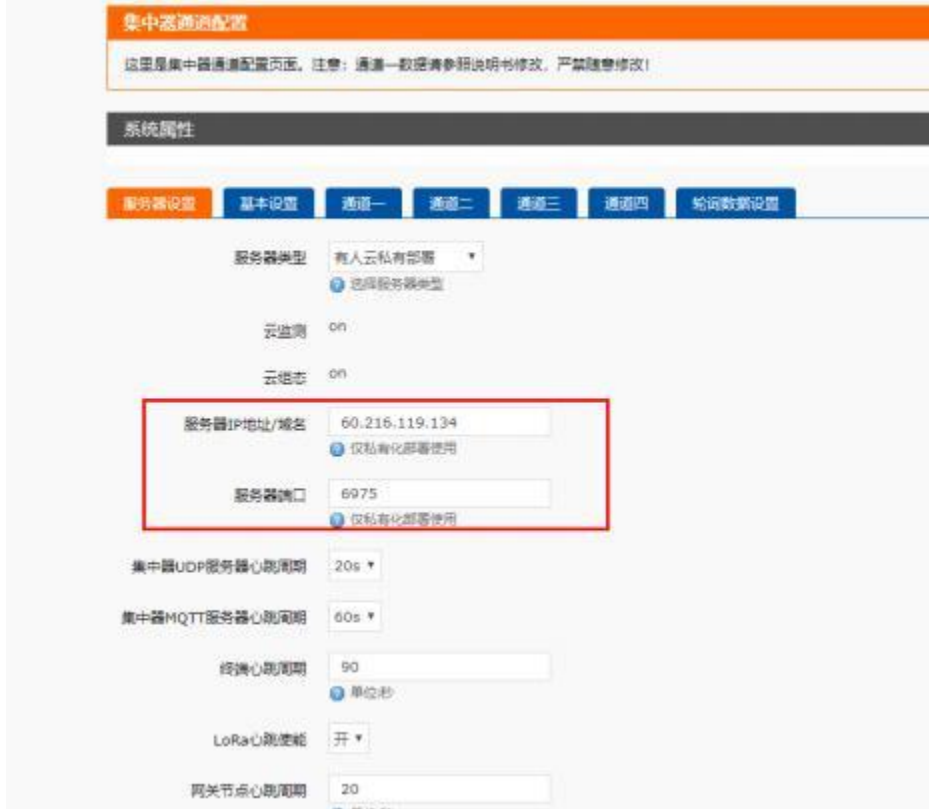 集中器通道配置
这里是集中器通道配置页面。注意：通道一数据请参照说明书修改，严禁随意修改！
系统属性
服务器设置 基本设置 通道一 通道二 通道三 通道四 轮询数据设置
服务器类型 有人云私有部署
选择服务器类型
云监测 on
云组态 on
服务器IP地址/域名 60.216.119.134
仅私有化部署使用
服务器端口 6975
仅私有化部署使用
集中器UDP服务器心跳周期 20s
集中器MQTT服务器心跳周期 60s
终端心跳周期 90
单位:秒
LoRa心跳使能 开
网关节点心跳周期 20